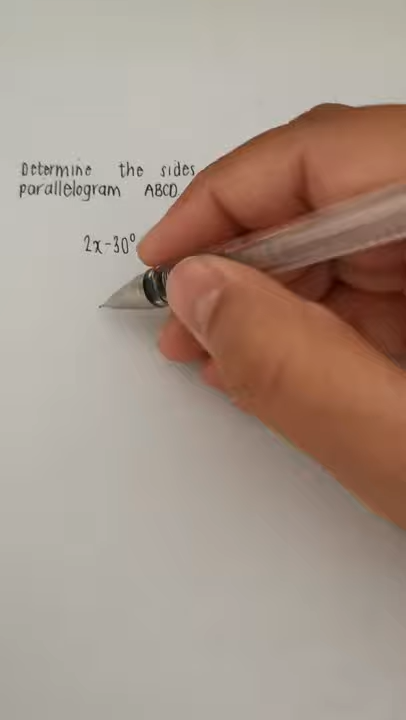 Determine the sides
parallelogram ABCD.
2x-30°